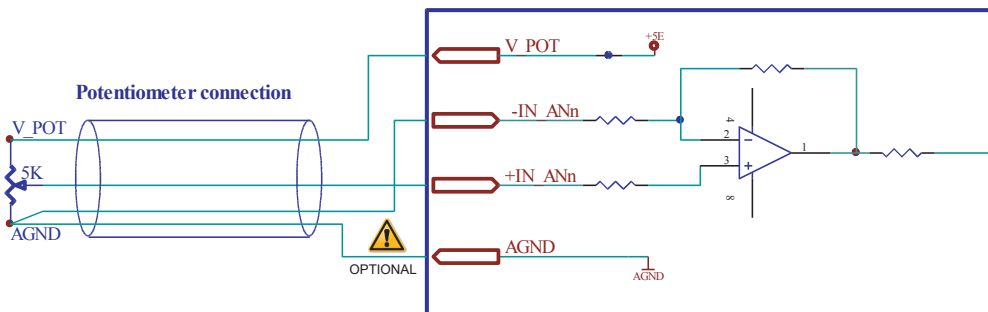 Potentiometer connection
V_POT
5K
AGND
OPTIONAL
V_POT
+5E
-IN_ANn
+IN_ANn
AGND
AGND
4
2
3
1
8